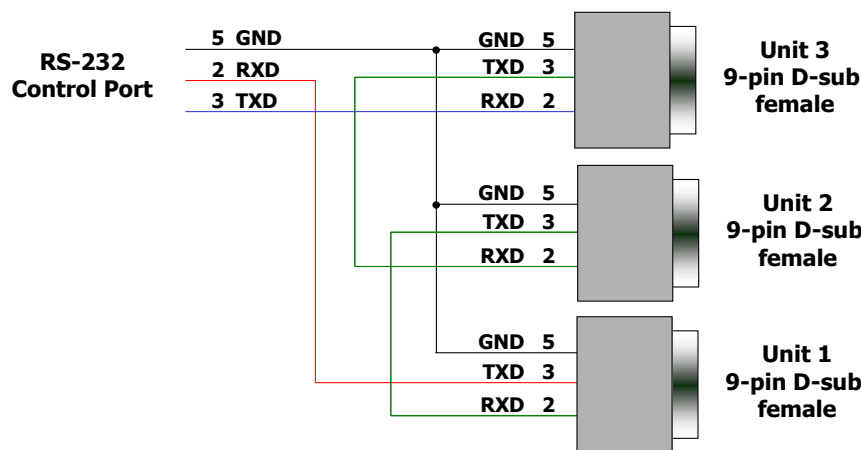 RS-232
Control Port
5 GND
2 RXD
3 TXD
GND 5
TXD 3
RXD 2
Unit 3
9-pin D-sub
female
GND 5
TXD 3
RXD 2
Unit 2
9-pin D-sub
female
GND 5
TXD 3
RXD 2
Unit 1
9-pin D-sub
female